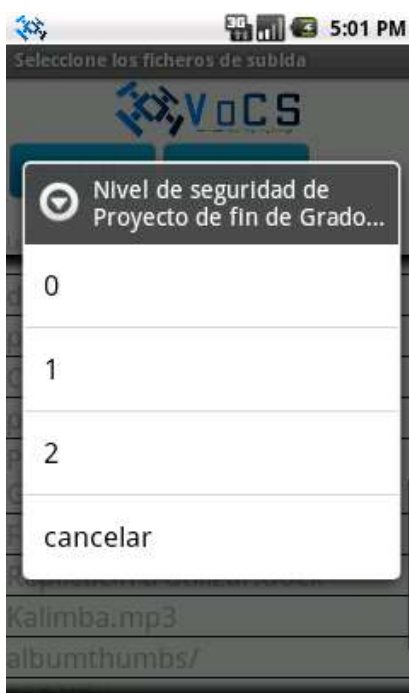 3G
5:01 PM
Seleccione los ficheros de subida
VoCS
Nivel de seguridad de
Proyecto de fin de Grado...
0
1
2
cancelar
Kalimba.mp3
albumthumbs/